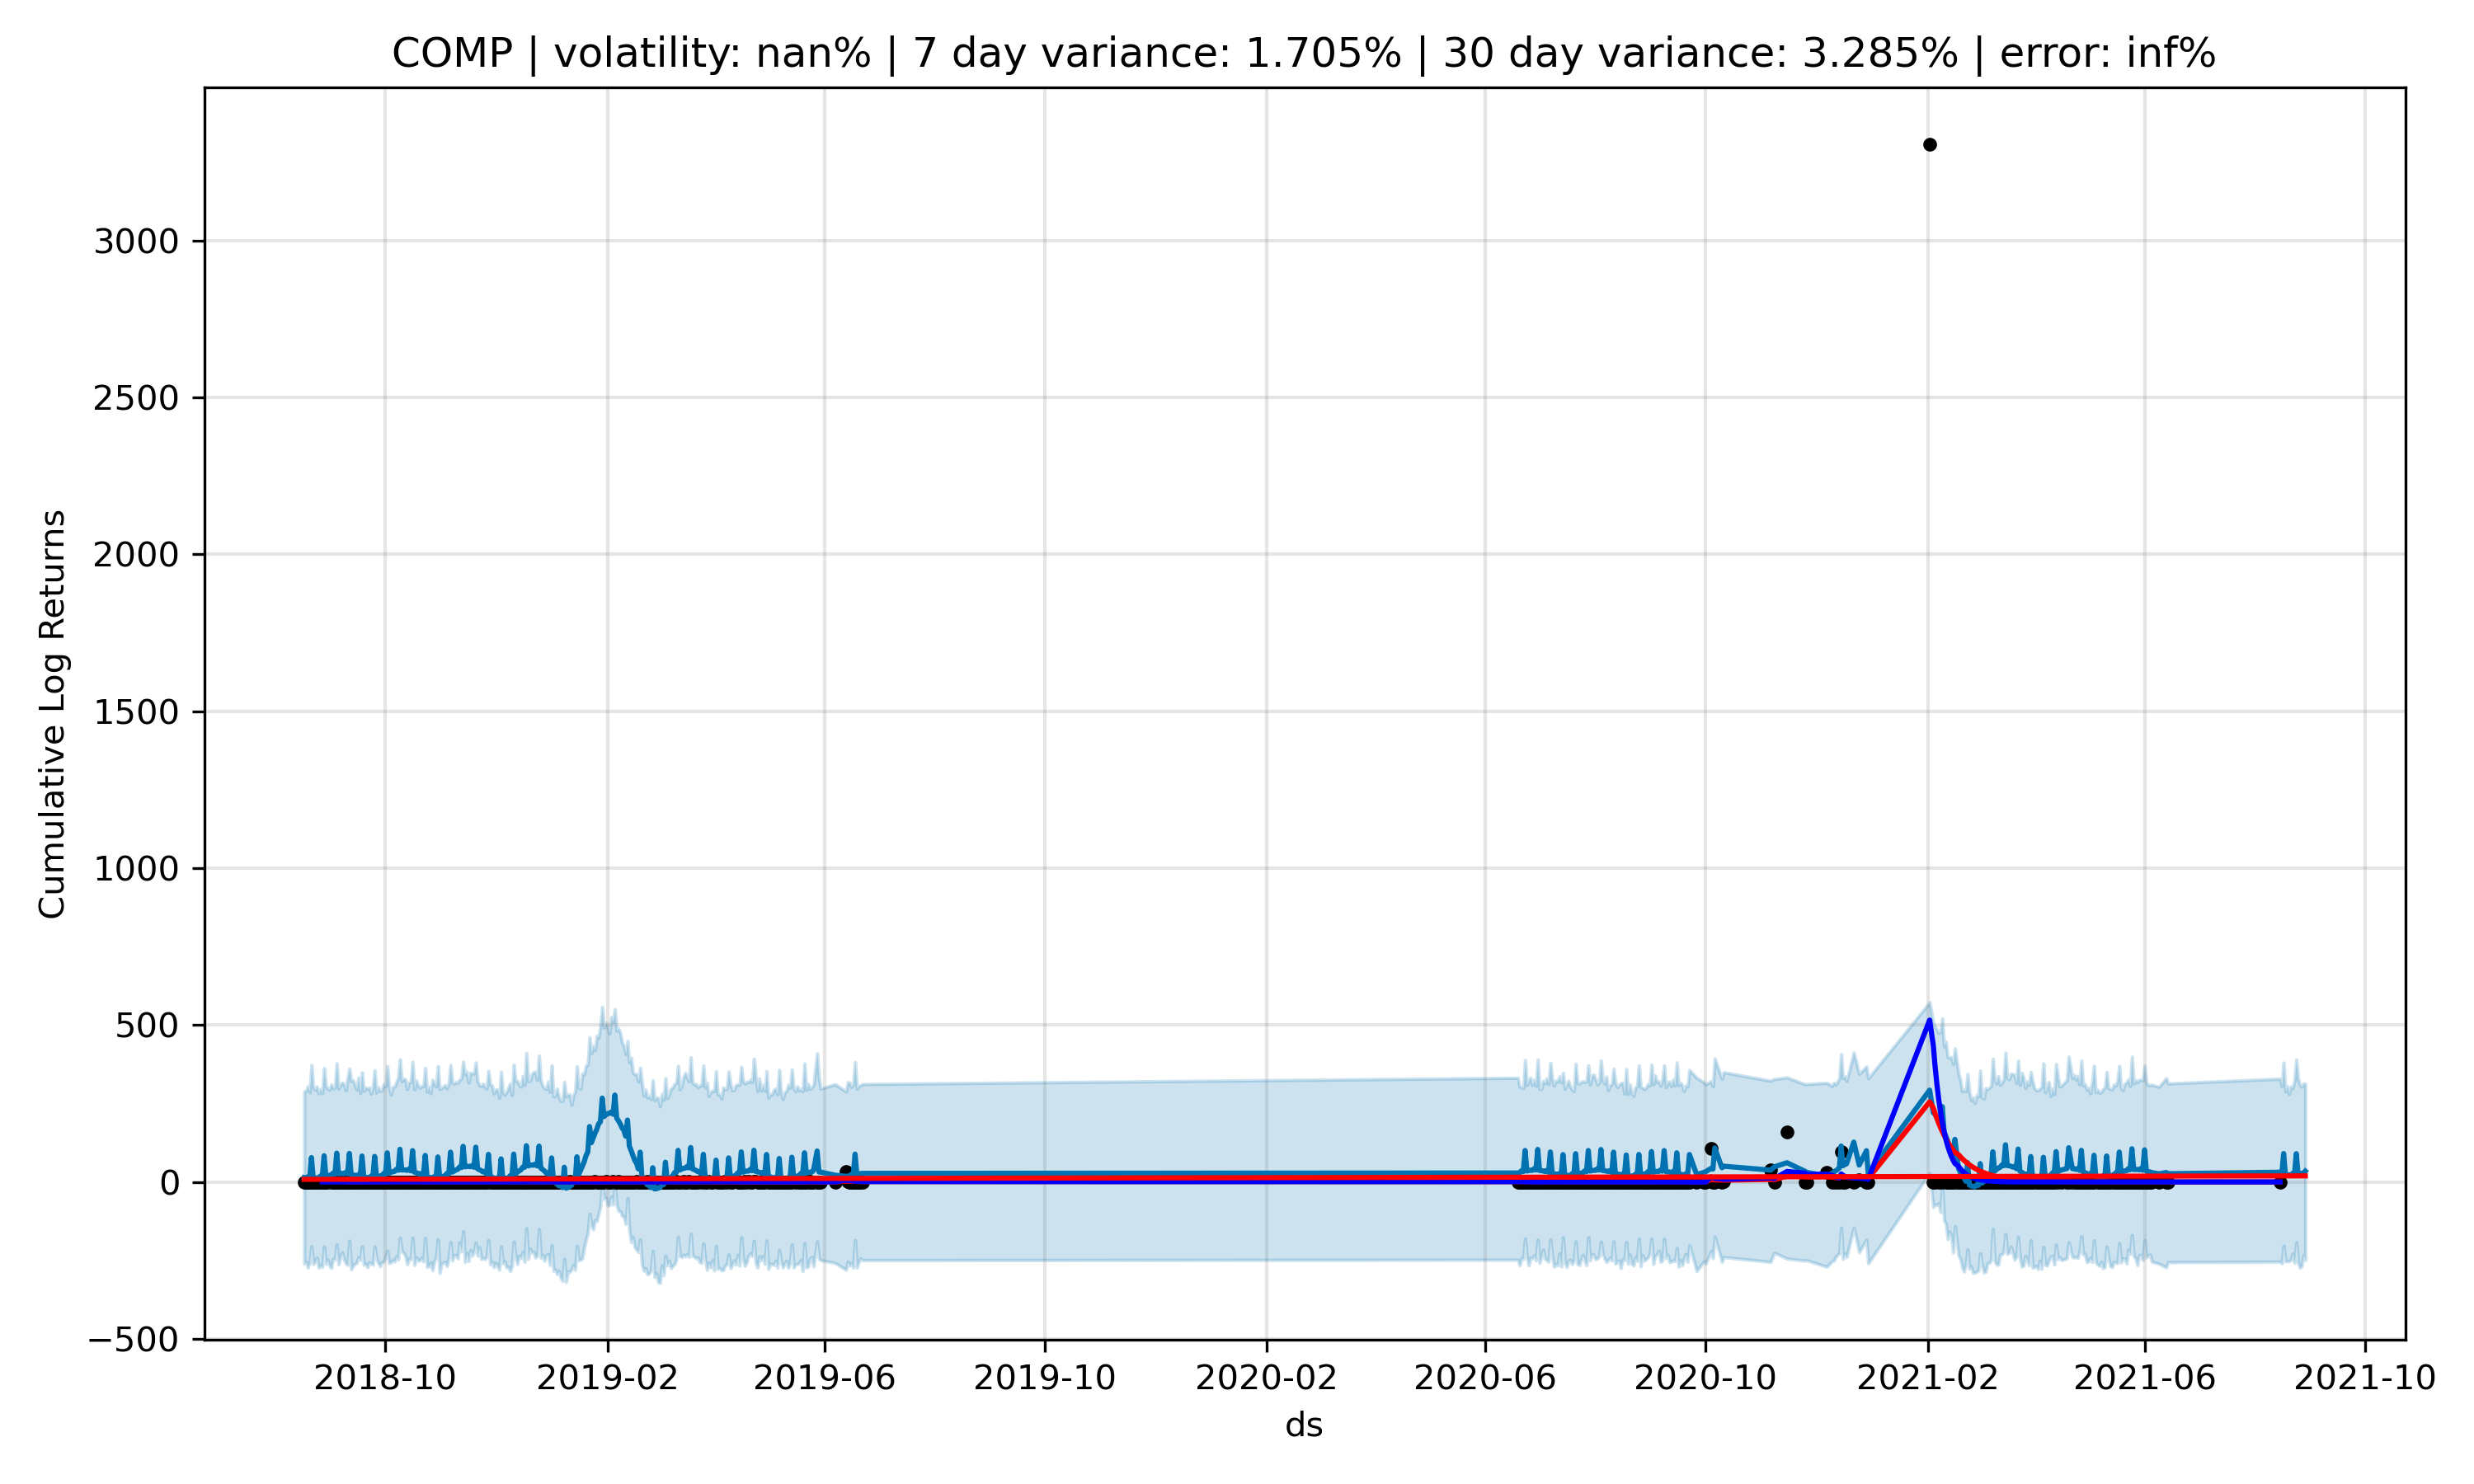 COMP | volatility: nan% | 7 day variance: 1.705% | 30 day variance: 3.285% | error: inf%
Cumulative Log Returns
3000
2500
2000
1500
1000
500
0
−500
2018-10 2019-02 2019-06 2019-10 2020-02 2020-06 2020-10 2021-02 2021-06 2021-10
ds